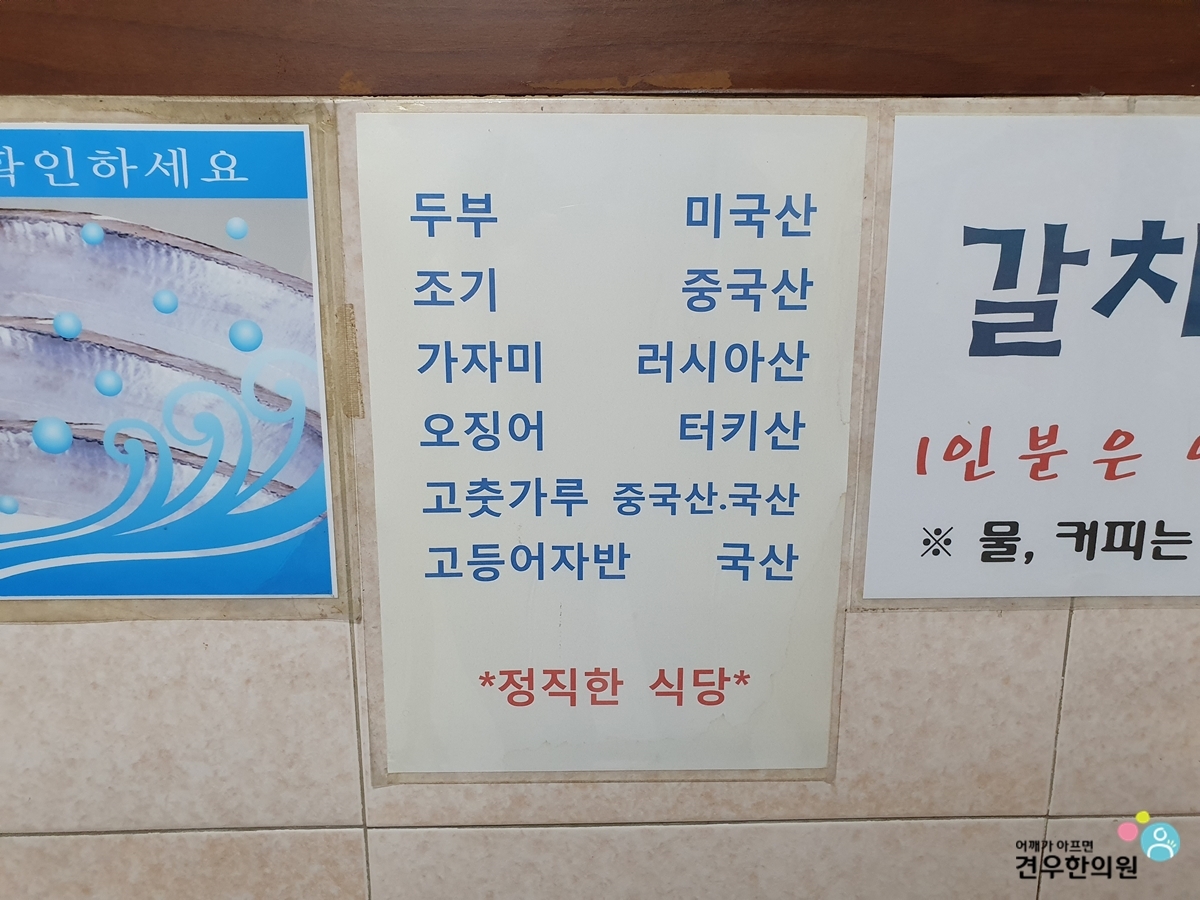 확인하세요
두부 미국산
조기 중국산
가자미 러시아산
오징어 터키산
고춧가루 중국산.국산
고등어자반 국산
*정직한 식당*
갈치
1인분은
※ 물, 커피는
어깨가 아프면
견우한의원